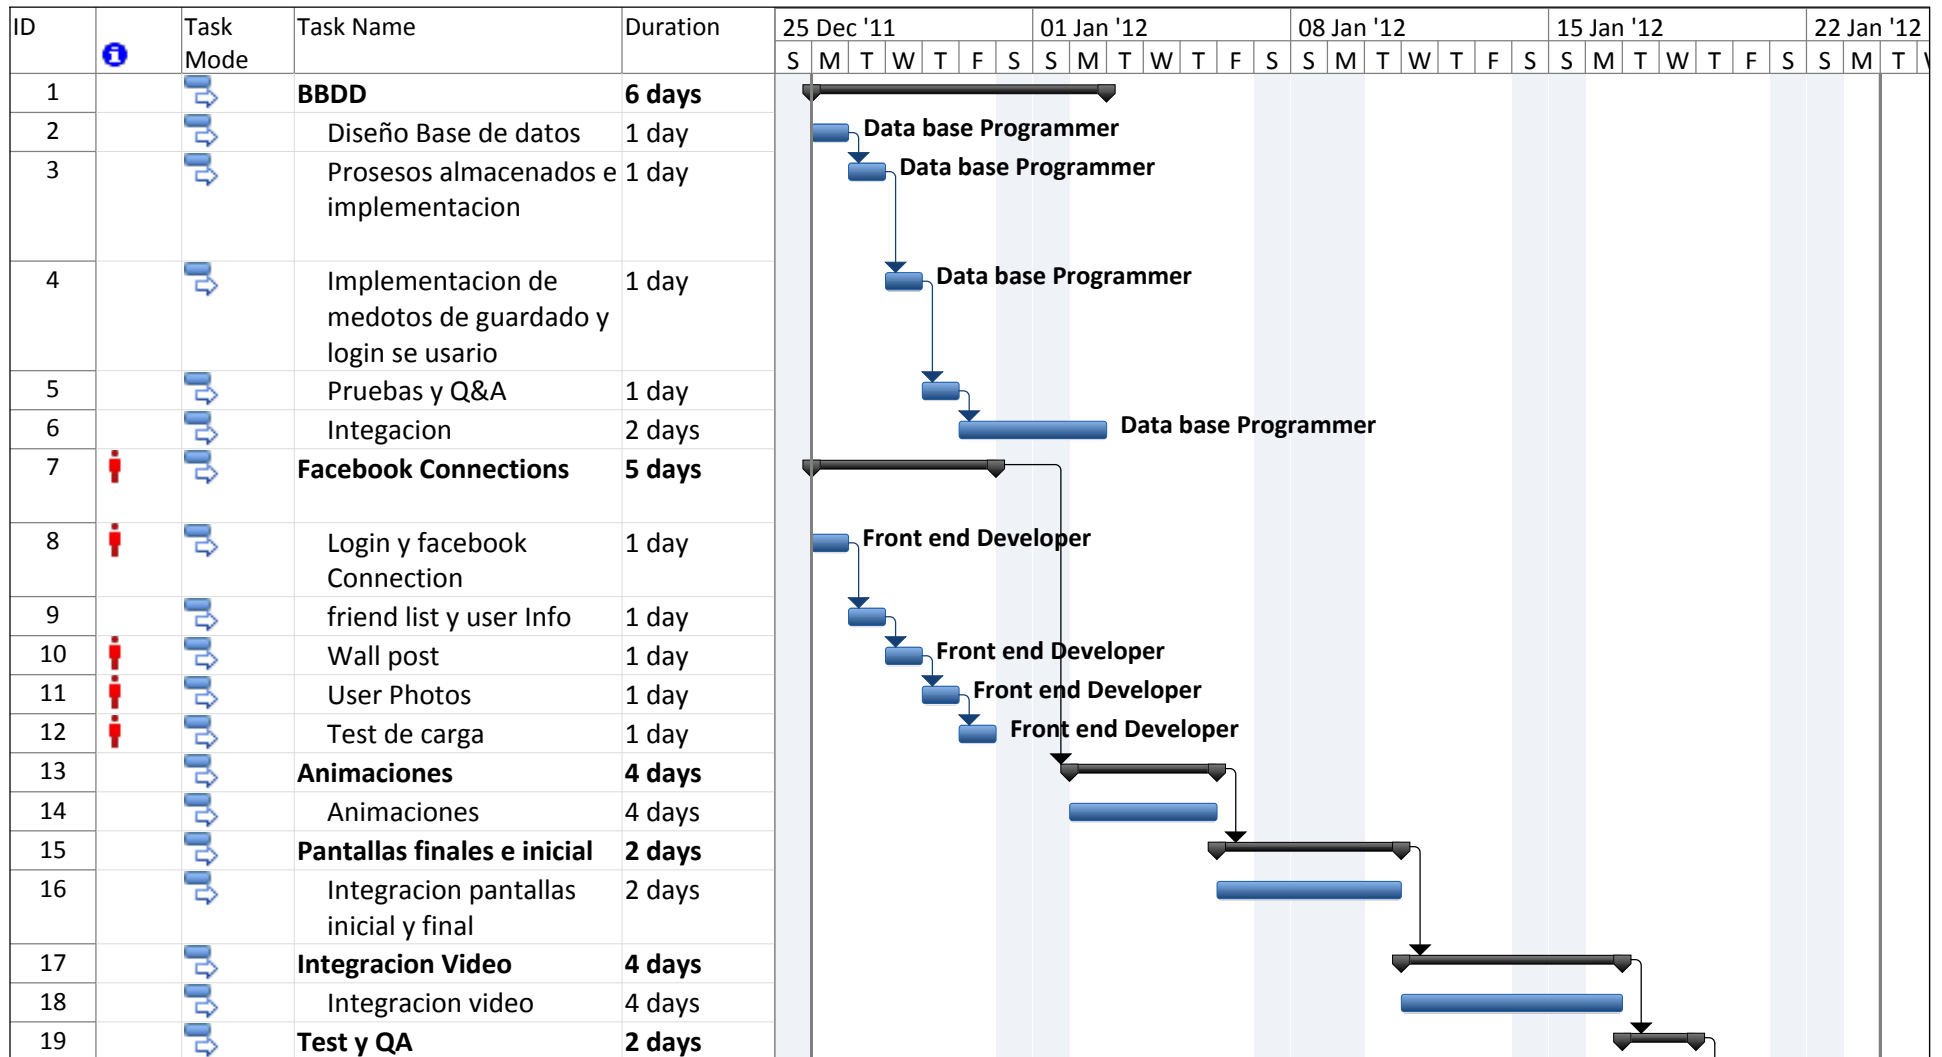 ID Task Mode Task Name Duration 25 Dec '11 01 Jan '12 08 Jan '12 15 Jan '12 22 Jan '12
S M T W T F S S M T W T F S S M T W T F S S M T W T F S S M T
1 BBDD 6 days
2 Diseño Base de datos 1 day Data base Programmer
3 Prosesos almacenados e 1 day Data base Programmer
implementacion
4 Implementacion de 1 day Data base Programmer
medotos de guardado y
login se usario
5 Pruebas y Q&A 1 day
6 Integacion 2 days Data base Programmer
7 Facebook Connections 5 days
8 Login y facebook 1 day Front end Developer
Connection
9 friend list y user Info 1 day
10 Wall post 1 day Front end Developer
11 User Photos 1 day Front end Developer
12 Test de carga 1 day Front end Developer
13 Animaciones 4 days
14 Animaciones 4 days
15 Pantallas finales e inicial 2 days
16 Integracion pantallas 2 days
inicial y final
17 Integracion Video 4 days
18 Integracion video 4 days
19 Test y QA 2 days